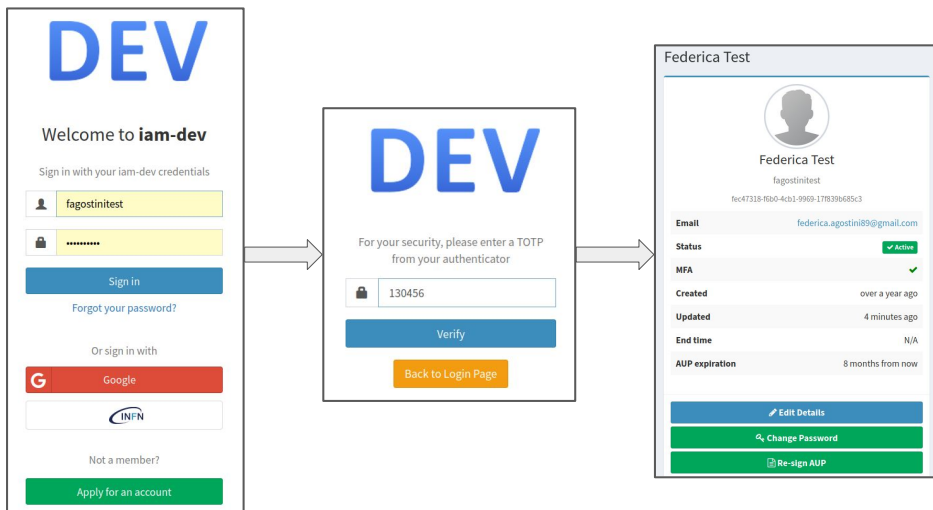 DEV
Welcome to iam-dev
Sign in with your iam-dev credentials
fagostinitest
••••••••••
Sign in
Forgot your password?
Or sign in with
G Google
INFN
Not a member?
Apply for an account
DEV
For your security, please enter a TOTP
from your authenticator
130456
Verify
Back to Login Page
Federica Test
Federica Test
fagostinitest
fec47318-f6b0-4cb1-9969-17f839b685c3
Email federica.agostini89@gmail.com
Status Active
MFA
Created over a year ago
Updated 4 minutes ago
End time N/A
AUP expiration 8 months from now
Edit Details
Change Password
Re-sign AUP